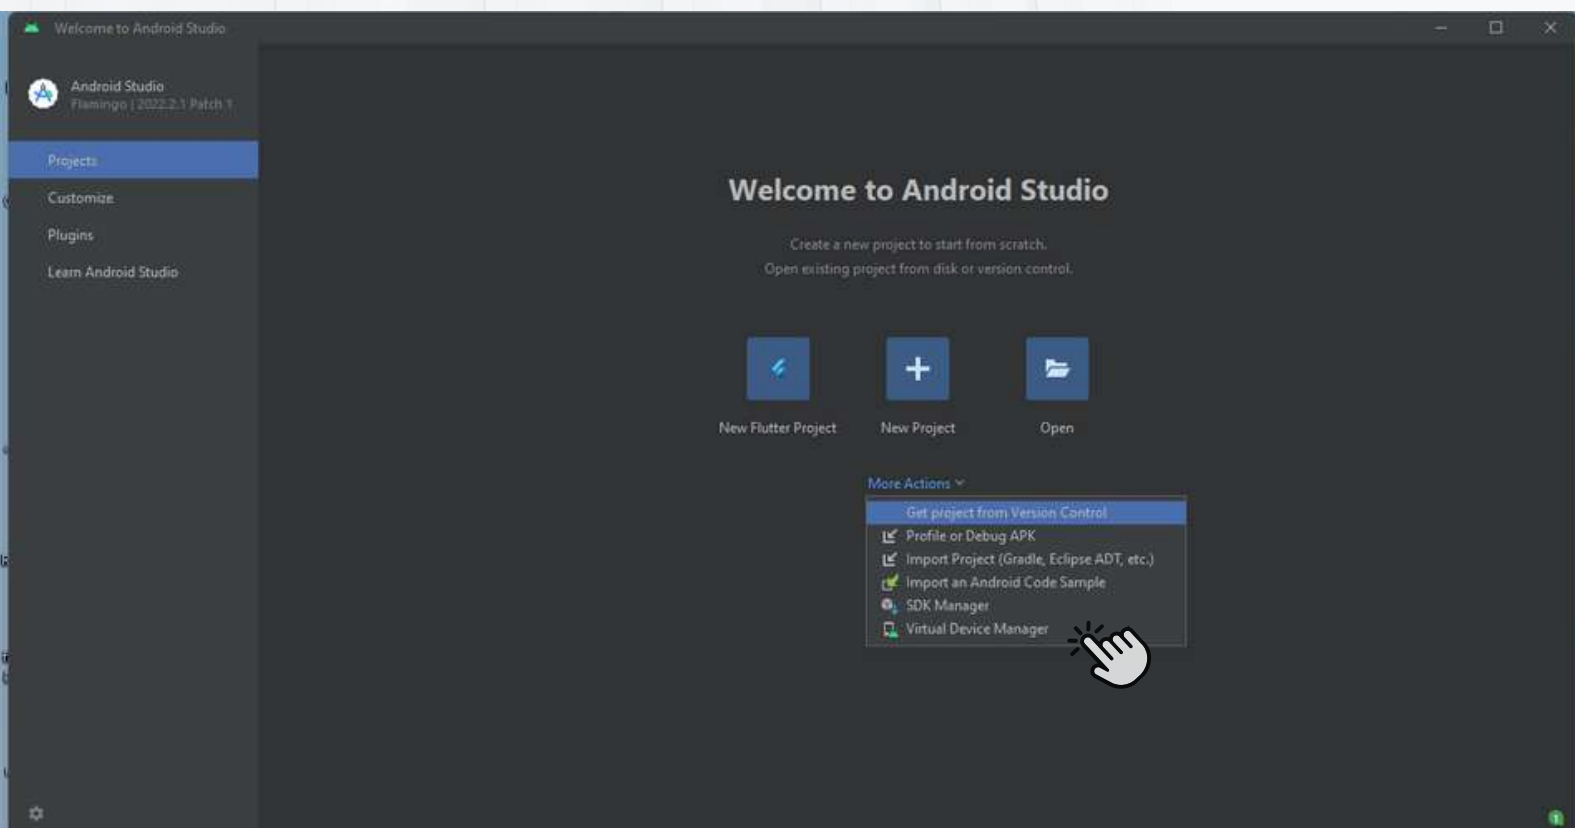 Welcome to Android Studio
Android Studio
Flamingo | 2022.2.1 Patch 1
Projects
Customize
Plugins
Learn Android Studio
Welcome to Android Studio
Create a new project to start from scratch.
Open existing project from disk or version control.
New Flutter Project
New Project
Open
More Actions
Get project from Version Control
Profile or Debug APK
Import Project (Gradle, Eclipse ADT, etc.)
Import an Android Code Sample
SDK Manager
Virtual Device Manager
1